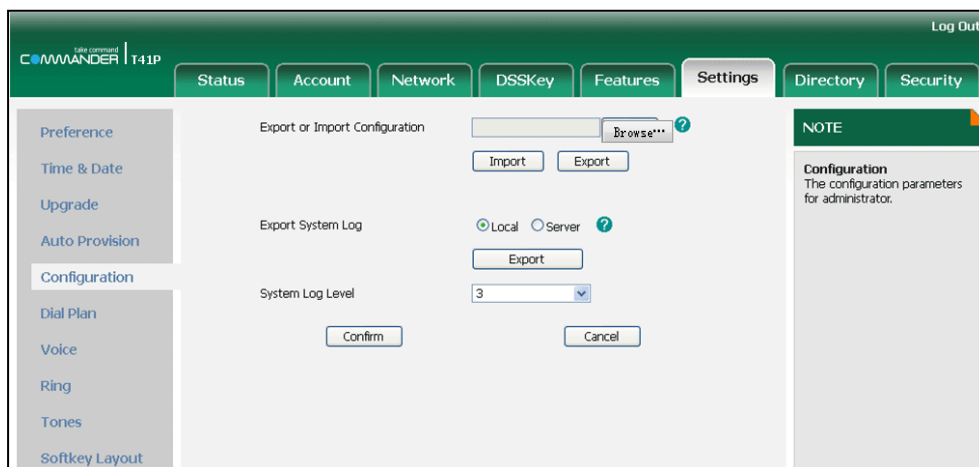 Log Out
take command
COMMANDER T41P
Status Account Network DSSKey Features Settings Directory Security
Preference
Time & Date
Upgrade
Auto Provision
Configuration
Dial Plan
Voice
Ring
Tones
Softkey Layout
Export or Import Configuration
Browse...
?
Import Export
Export System Log
Local Server ?
Export
System Log Level
3
Confirm Cancel
NOTE
Configuration
The configuration parameters
for administrator.